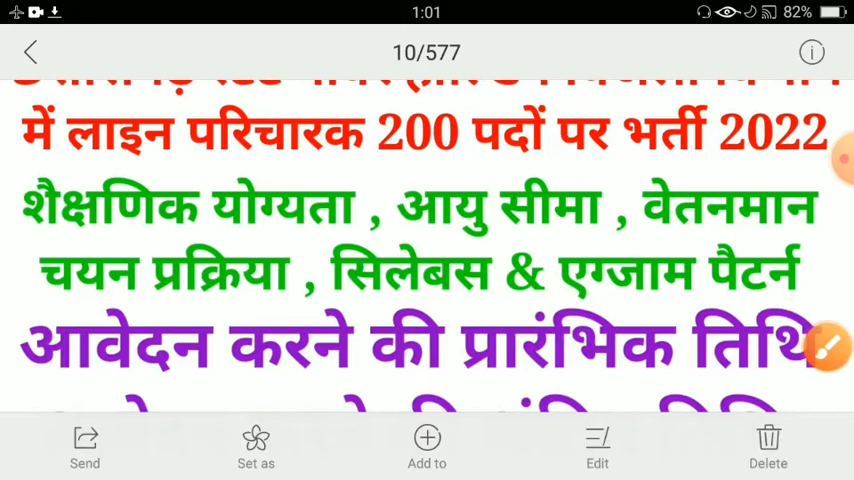 1:01 82%
10/577
में लाइन परिचारक 200 पदों पर भर्ती 2022
शैक्षणिक योग्यता , आयु सीमा , वेतनमान
चयन प्रक्रिया , सिलेबस & एग्जाम पैटर्न
आवेदन करने की प्रारंभिक तिथि
Send Set as Add to Edit Delete